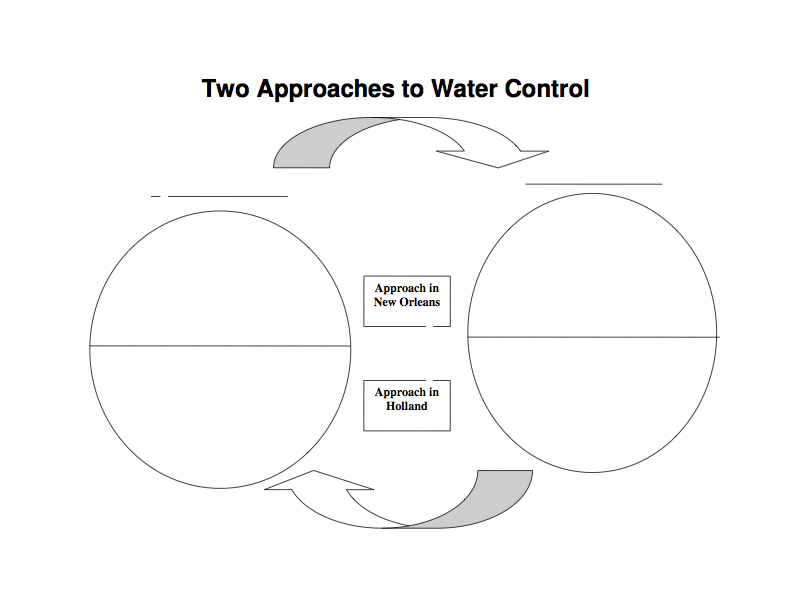 Two Approaches to Water Control
Approach in
New Orleans
Approach in
Holland